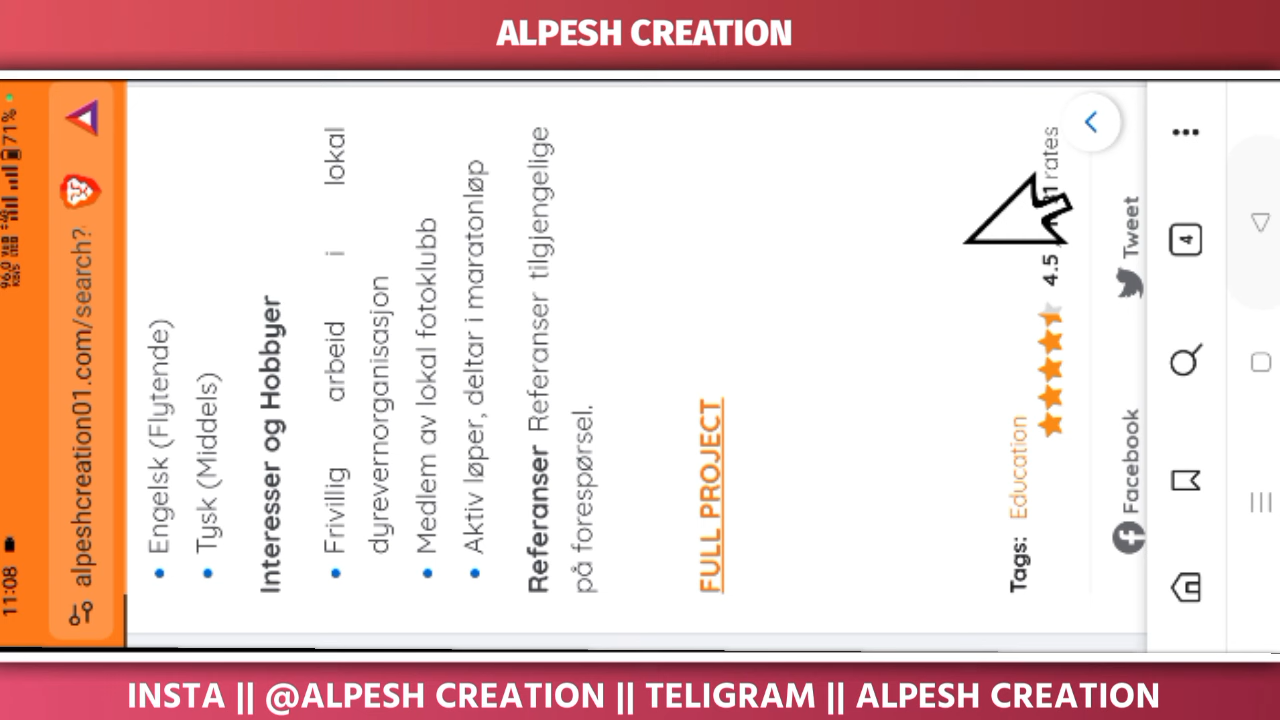 ALPESH CREATION
11:08
71%
alpeshcreation01.com/search?
Engelsk (Flytende)
Tysk (Middels)
Interesser og Hobbyer
Frivillig arbeid i lokal
dyrevernorganisasjon
Medlem av lokal fotoklubb
Aktiv løper, deltar i maratonløp
Referanser Referanser tilgjengelige
på forespørsel.
FULL PROJECT
Tags: Education
4.5 rates
Facebook Tweet
4
INSTA || @ALPESH CREATION || TELIGRAM || ALPESH CREATION